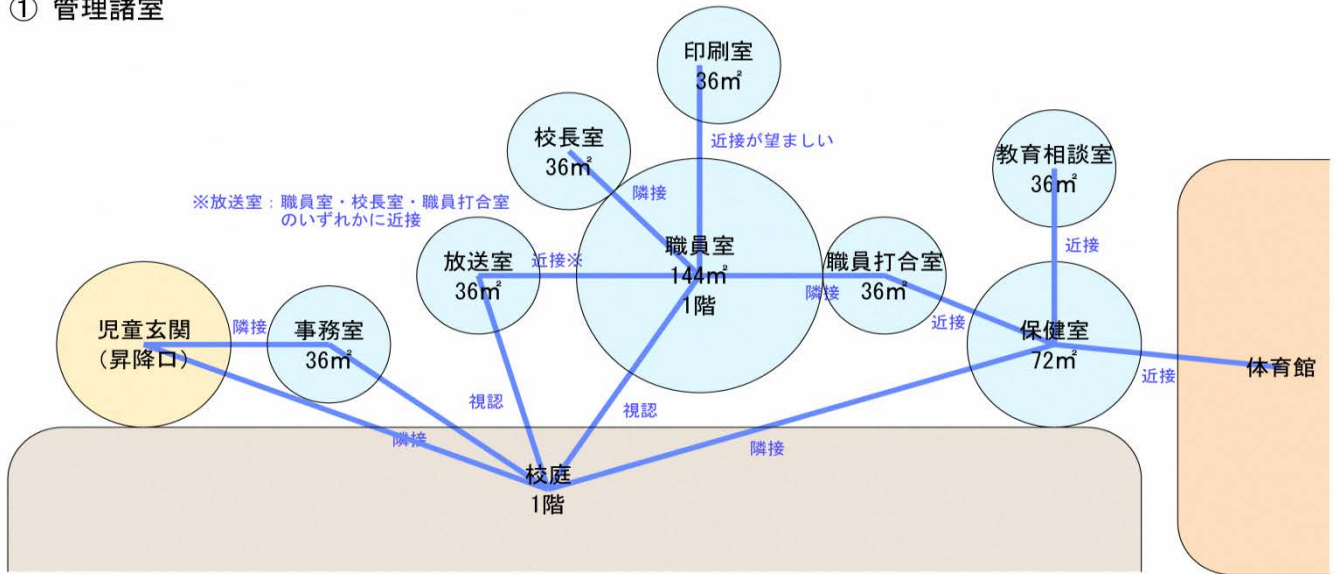 ① 管理諸室
印刷室
36㎡
近接が望ましい
校長室
36㎡
隣接
教育相談室
36㎡
近接
※放送室：職員室・校長室・職員打合室
のいずれかに近接
放送室
36㎡
近接※
職員室
144㎡
1階
隣接
職員打合室
36㎡
近接
児童玄関
（昇降口）
隣接
事務室
36㎡
保健室
72㎡
近接
体育館
視認
視認
隣接
隣接
校庭
1階